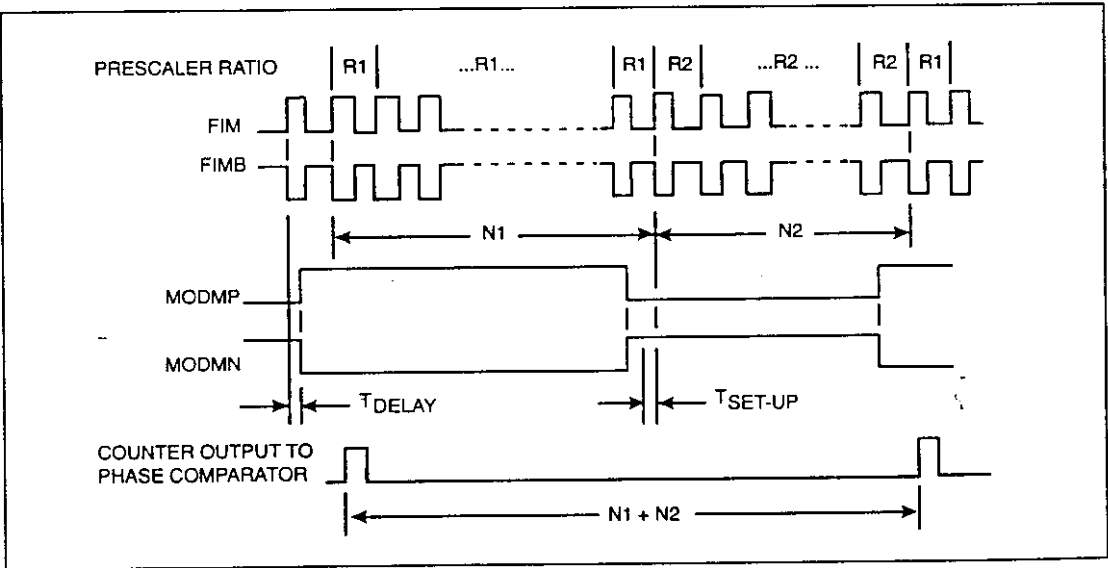 PRESCALER RATIO
R1 ...R1... R1 R2 ...R2 ... R2 R1
FIM
FIMB
N1 N2
MODMP
MODMN
TDELAY TSET-UP
COUNTER OUTPUT TO
PHASE COMPARATOR
N1 + N2